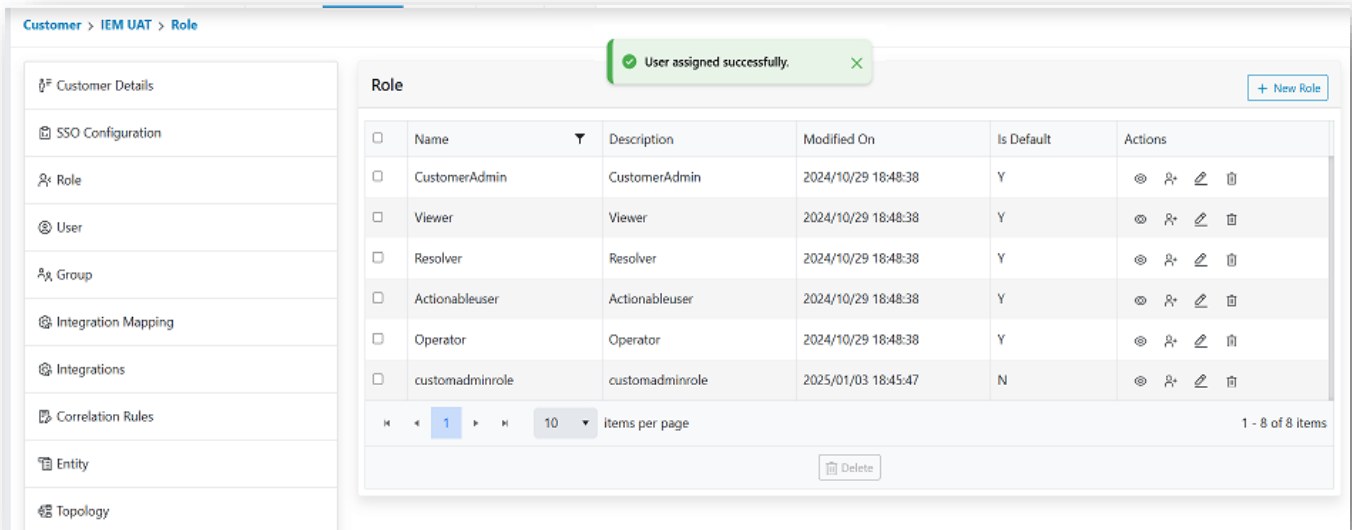 Customer > IEM UAT > Role
User assigned successfully.
Customer Details
SSO Configuration
Role
User
Group
Integration Mapping
Integrations
Correlation Rules
Entity
Topology
Role
+ New Role
Name Description Modified On Is Default Actions
CustomerAdmin CustomerAdmin 2024/10/29 18:48:38 Y
Viewer Viewer 2024/10/29 18:48:38 Y
Resolver Resolver 2024/10/29 18:48:38 Y
Actionableuser Actionableuser 2024/10/29 18:48:38 Y
Operator Operator 2024/10/29 18:48:38 Y
customadminrole customadminrole 2025/01/03 18:45:47 N
1 10 items per page 1 - 8 of 8 items
Delete